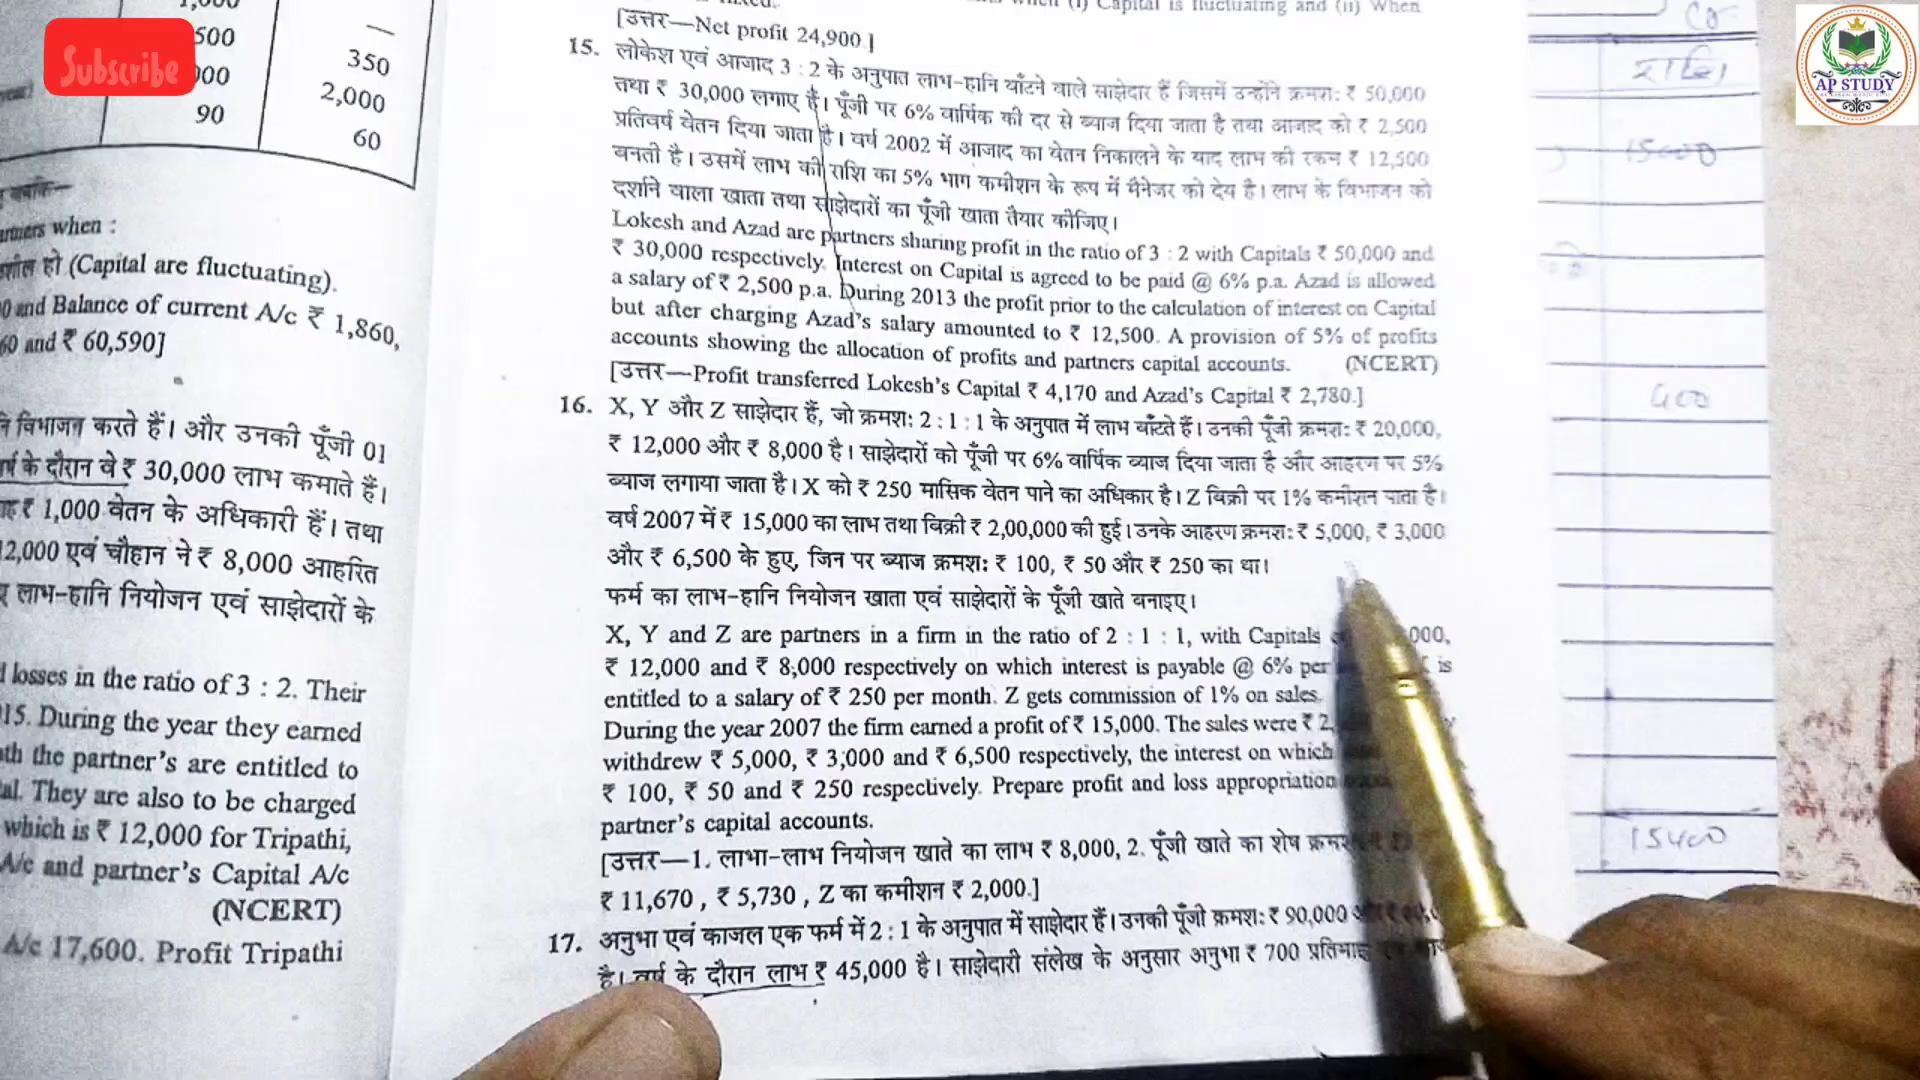 500
350
2,000
90
60
rtners when :
(Capital are fluctuating).
and Balance of current A/c ₹ 1,860,
60 and ₹ 60,590]
विभाजन करते हैं। और उनकी पूँजी 01
के दौरान वे ₹ 30,000 लाभ कमाते हैं।
₹ 1,000 वेतन के अधिकारी हैं। तथा
2,000 एवं चौहान ने ₹ 8,000 आहरित
लाभ-हानि नियोजन एवं साझेदारों के
losses in the ratio of 3 : 2. Their
15. During the year they earned
the partner's are entitled to
They are also to be charged
which is ₹ 12,000 for Tripathi,
A/c and partner's Capital A/c
(NCERT)
A/c 17,600. Profit Tripathi
(i) Capital is fluctuating and (ii) When
[उत्तर—Net profit 24,900.]
15. लोकेश एवं आजाद 3 : 2 के अनुपात लाभ-हानि बाँटने वाले साझेदार हैं जिसमें उन्होंने क्रमश: ₹ 50,000
तथा ₹ 30,000 लगाए हैं। पूँजी पर 6% वार्षिक की दर से ब्याज दिया जाता है तथा आजाद को ₹ 2,500
प्रतिवर्ष वेतन दिया जाता है। वर्ष 2002 में आजाद का वेतन निकालने के बाद लाभ की रकम ₹ 12,500
बनती है। उसमें लाभ की राशि का 5% भाग कमीशन के रूप में मैनेजर को देय है। लाभ के विभाजन को
दर्शाने वाला खाता तथा साझेदारों का पूँजी खाता तैयार कीजिए।
Lokesh and Azad are partners sharing profit in the ratio of 3 : 2 with Capitals ₹ 50,000 and
₹ 30,000 respectively. Interest on Capital is agreed to be paid @ 6% p.a. Azad is allowed
a salary of ₹ 2,500 p.a. During 2013 the profit prior to the calculation of interest on Capital
but after charging Azad's salary amounted to ₹ 12,500. A provision of 5% of profits
accounts showing the allocation of profits and partners capital accounts. (NCERT)
[उत्तर—Profit transferred Lokesh's Capital ₹ 4,170 and Azad's Capital ₹ 2,780.]
16. X, Y और Z साझेदार हैं, जो क्रमश: 2 : 1 : 1 के अनुपात में लाभ बाँटते हैं। उनकी पूँजी क्रमश: ₹ 20,000,
₹ 12,000 और ₹ 8,000 है। साझेदारों को पूँजी पर 6% वार्षिक ब्याज दिया जाता है और आहरण पर 5%
ब्याज लगाया जाता है। X को ₹ 250 मासिक वेतन पाने का अधिकार है। Z बिक्री पर 1% कमीशन पाता है।
वर्ष 2007 में ₹ 15,000 का लाभ तथा बिक्री ₹ 2,00,000 की हुई। उनके आहरण क्रमश: ₹ 5,000, ₹ 3,000
और ₹ 6,500 के हुए, जिन पर ब्याज क्रमश: ₹ 100, ₹ 50 और ₹ 250 का था।
फर्म का लाभ-हानि नियोजन खाता एवं साझेदारों के पूँजी खाते बनाइए।
X, Y and Z are partners in a firm in the ratio of 2 : 1 : 1, with Capitals 000,
₹ 12,000 and ₹ 8,000 respectively on which interest is payable @ 6% per is
entitled to a salary of ₹ 250 per month. Z gets commission of 1% on sales.
During the year 2007 the firm earned a profit of ₹ 15,000. The sales were ₹ 2,
withdrew ₹ 5,000, ₹ 3,000 and ₹ 6,500 respectively, the interest on which
₹ 100, ₹ 50 and ₹ 250 respectively. Prepare profit and loss appropriation
partner's capital accounts.
[उत्तर—1. लाभा-लाभ नियोजन खाते का लाभ ₹ 8,000, 2. पूँजी खाते का शेष
₹ 11,670 , ₹ 5,730 , Z का कमीशन ₹ 2,000.]
17. अनुभा एवं काजल एक फर्म में 2 : 1 के अनुपात में साझेदार हैं। उनकी पूँजी क्रमश: ₹ 90,000
है। वर्ष के दौरान लाभ ₹ 45,000 है। साझेदारी संलेख के अनुसार अनुभा ₹ 700
राशि
15000
400
15400
Subscribe
AP STUDY